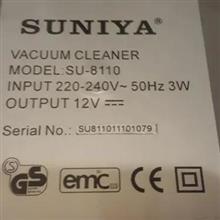 SUNIYA
VACUUM CLEANER
MODEL:SU-8110
INPUT 220-240V~ 50Hz 3W
OUTPUT 12V⎓
Serial No.: SU811011101079
GS emc CE